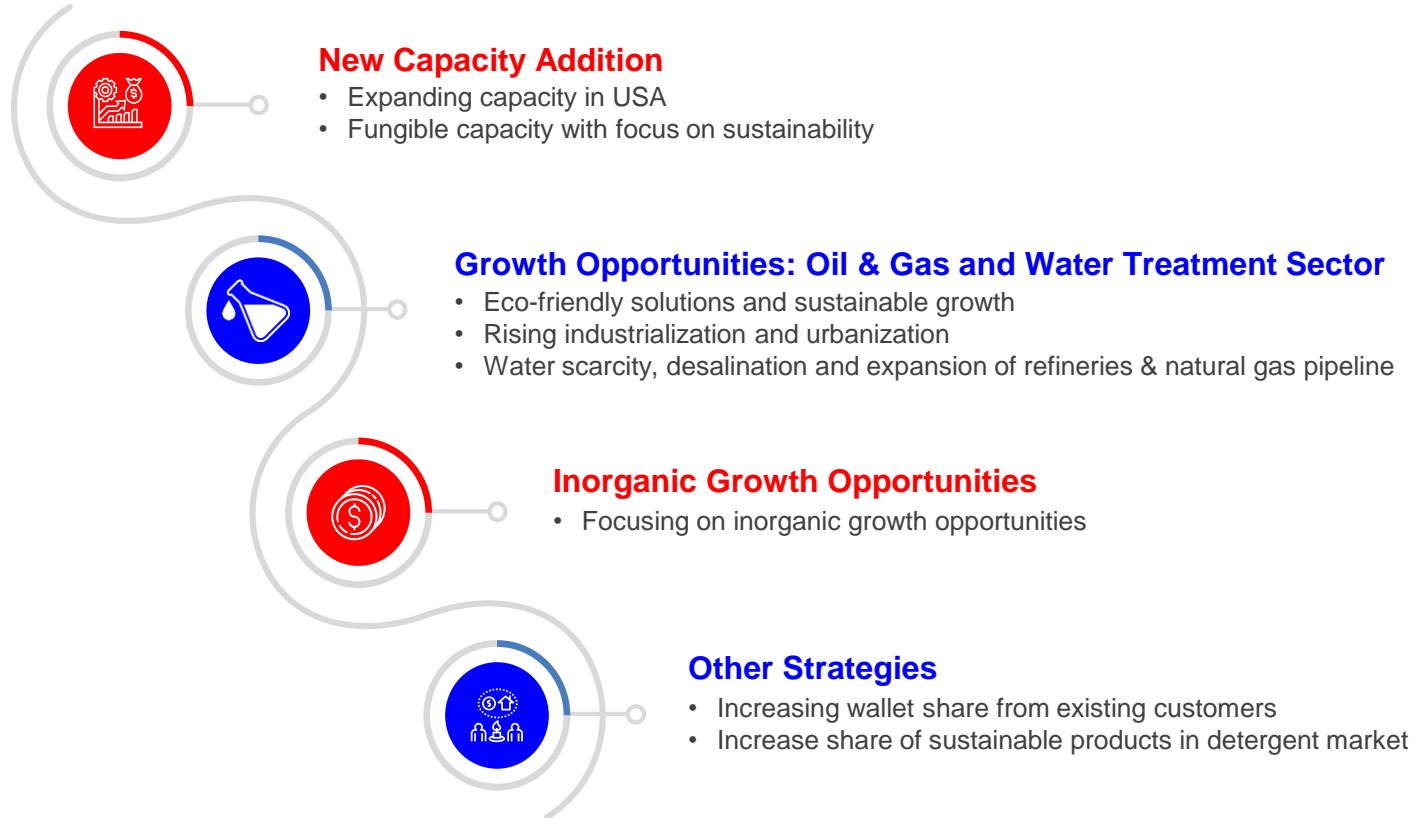 New Capacity Addition
• Expanding capacity in USA
• Fungible capacity with focus on sustainability
Growth Opportunities: Oil & Gas and Water Treatment Sector
• Eco-friendly solutions and sustainable growth
• Rising industrialization and urbanization
• Water scarcity, desalination and expansion of refineries & natural gas pipeline
Inorganic Growth Opportunities
• Focusing on inorganic growth opportunities
Other Strategies
• Increasing wallet share from existing customers
• Increase share of sustainable products in detergent market